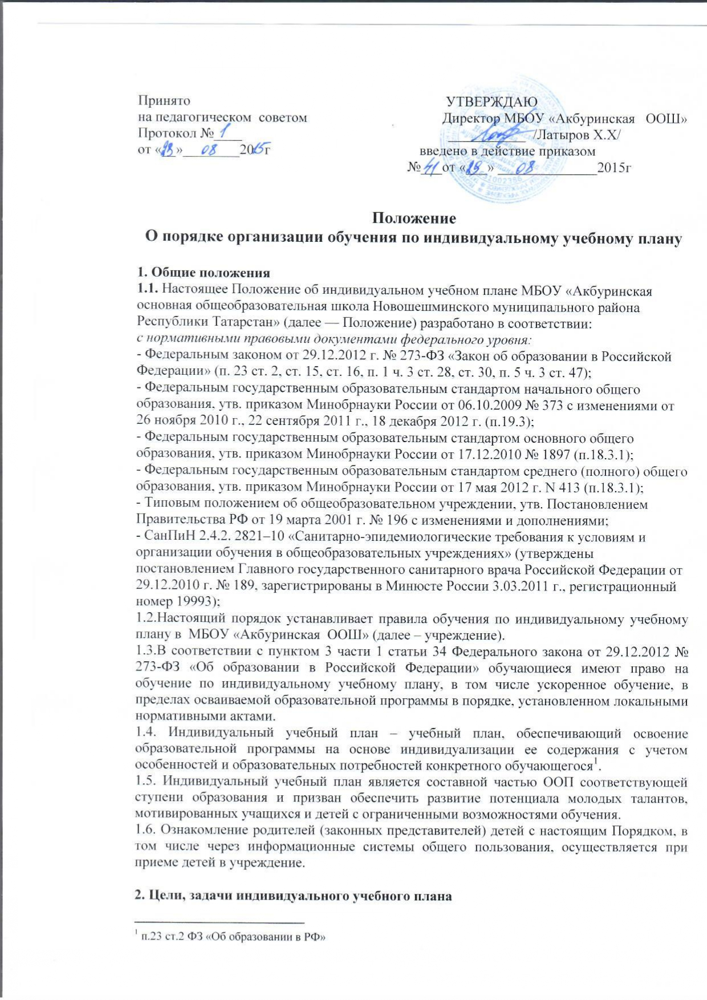 Принято
на педагогическом советом
Протокол № 1
от « » 08 2015г
УТВЕРЖДАЮ
Директор МБОУ «Акбуринская ООШ»
/Латыров Х.Х/
введено в действие приказом
№ 41 от «29 » 08 2015г
Положение
О порядке организации обучения по индивидуальному учебному плану
1. Общие положения
1.1. Настоящее Положение об индивидуальном учебном плане МБОУ «Акбуринская
основная общеобразовательная школа Новошешминского муниципального района
Республики Татарстан» (далее — Положение) разработано в соответствии:
с нормативными правовыми документами федерального уровня:
- Федеральным законом от 29.12.2012 г. № 273-ФЗ «Закон об образовании в Российской
Федерации» (п. 23 ст. 2, ст. 15, ст. 16, п. 1 ч. 3 ст. 28, ст. 30, п. 5 ч. 3 ст. 47);
- Федеральным государственным образовательным стандартом начального общего
образования, утв. приказом Минобрнауки России от 06.10.2009 № 373 с изменениями от
26 ноября 2010 г., 22 сентября 2011 г., 18 декабря 2012 г. (п.19.3);
- Федеральным государственным образовательным стандартом основного общего
образования, утв. приказом Минобрнауки России от 17.12.2010 № 1897 (п.18.3.1);
- Федеральным государственным образовательным стандартом среднего (полного) общего
образования, утв. приказом Минобрнауки России от 17 мая 2012 г. N 413 (п.18.3.1);
- Типовым положением об общеобразовательном учреждении, утв. Постановлением
Правительства РФ от 19 марта 2001 г. № 196 с изменениями и дополнениями;
- СанПиН 2.4.2. 2821–10 «Санитарно-эпидемиологические требования к условиям и
организации обучения в общеобразовательных учреждениях» (утверждены
постановлением Главного государственного санитарного врача Российской Федерации от
29.12.2010 г. № 189, зарегистрированы в Минюсте России 3.03.2011 г., регистрационный
номер 19993);
1.2.Настоящий порядок устанавливает правила обучения по индивидуальному учебному
плану в МБОУ «Акбуринская ООШ» (далее – учреждение).
1.3.В соответствии с пунктом 3 части 1 статьи 34 Федерального закона от 29.12.2012 №
273-ФЗ «Об образовании в Российской Федерации» обучающиеся имеют право на
обучение по индивидуальному учебному плану, в том числе ускоренное обучение, в
пределах осваиваемой образовательной программы в порядке, установленном локальными
нормативными актами.
1.4. Индивидуальный учебный план – учебный план, обеспечивающий освоение
образовательной программы на основе индивидуализации ее содержания с учетом
особенностей и образовательных потребностей конкретного обучающегося¹.
1.5. Индивидуальный учебный план является составной частью ООП соответствующей
ступени образования и призван обеспечить развитие потенциала молодых талантов,
мотивированных учащихся и детей с ограниченными возможностями обучения.
1.6. Ознакомление родителей (законных представителей) детей с настоящим Порядком, в
том числе через информационные системы общего пользования, осуществляется при
приеме детей в учреждение.
2. Цели, задачи индивидуального учебного плана
¹ п.23 ст.2 ФЗ «Об образовании в РФ»